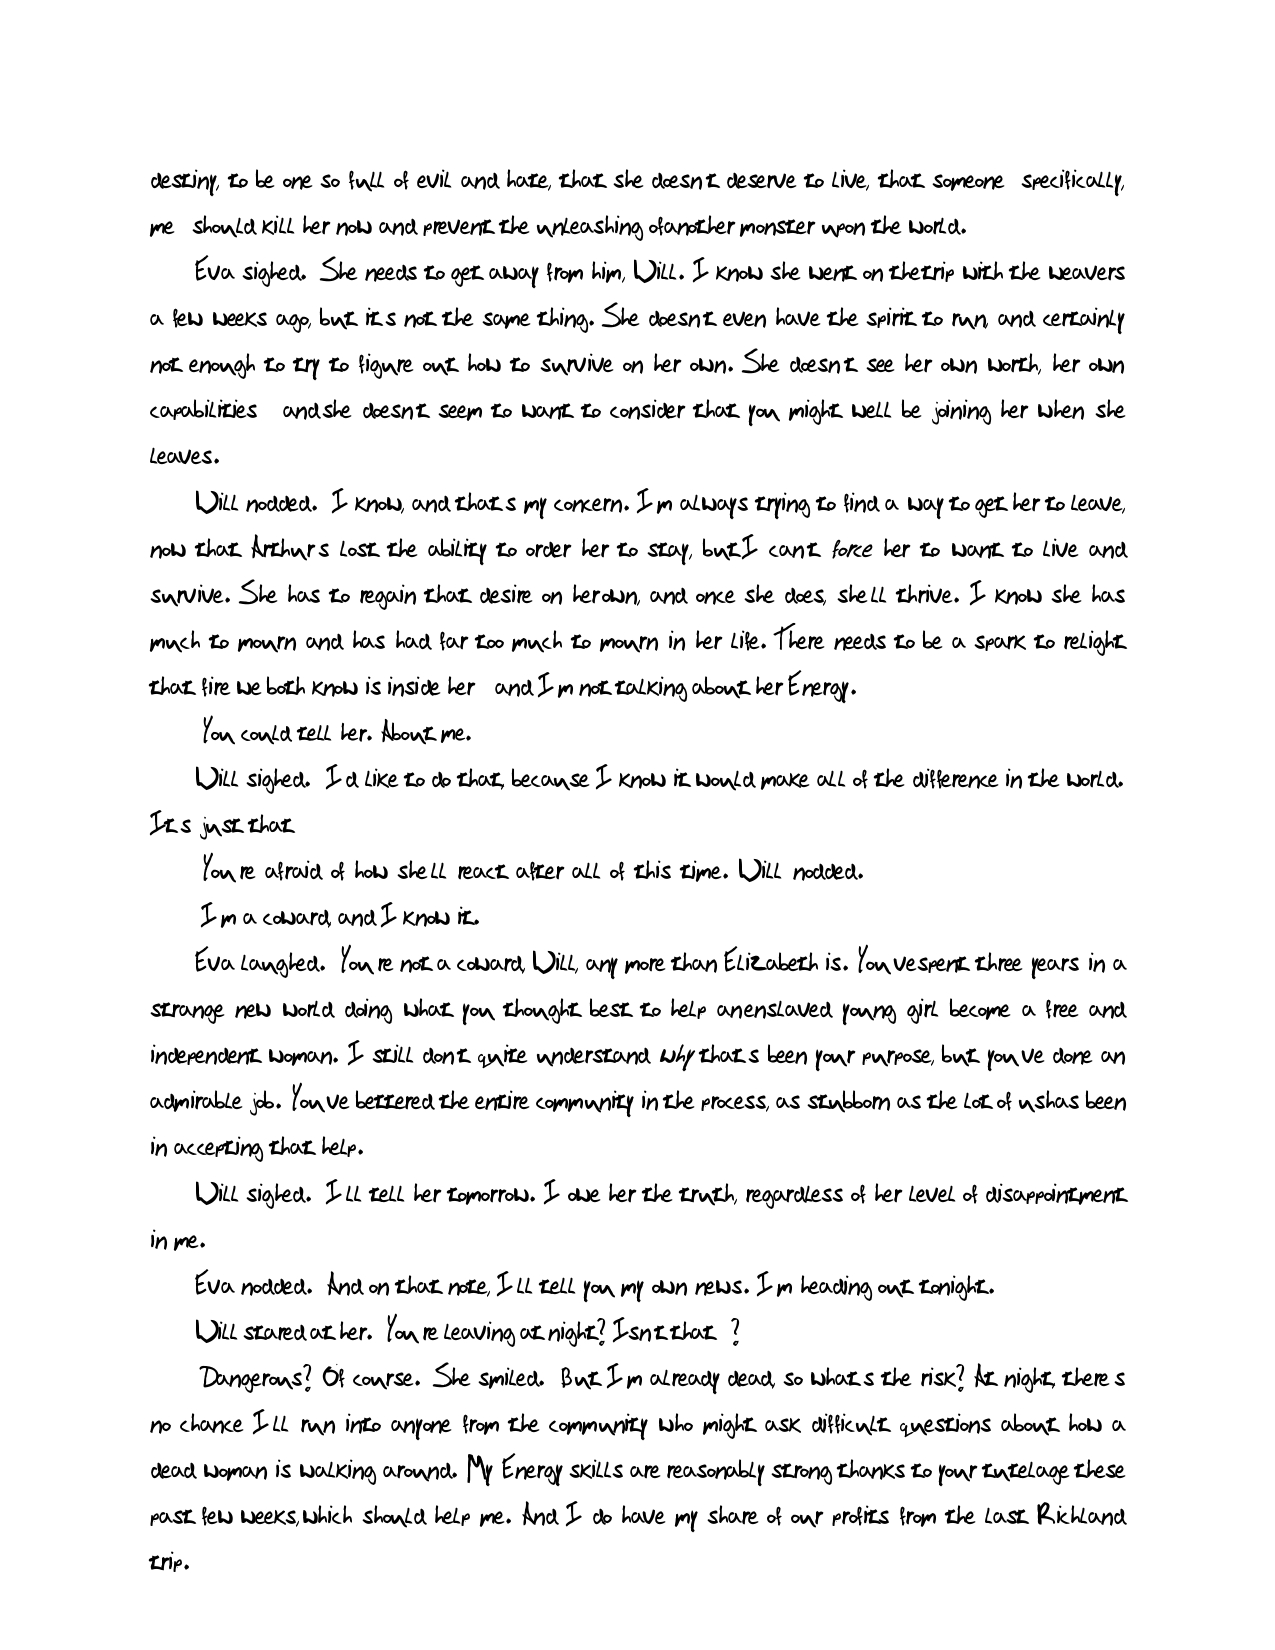 destiny, to be one so full of evil and hate, that she doesnt deserve to live, that someone specifically,
me should kill her now and prevent the unleashing ofanother monster upon the world.
Eva sighed. She needs to get away from him, Will. I know she went on thetrip with the weavers
a few weeks ago, but its not the same thing. She doesnt even have the spirit to run, and certainly
not enough to try to figure out how to survive on her own. She doesnt see her own worth, her own
capabilities andshe doesnt seem to want to consider that you might well be joining her when she
leaves.
Will nodded. I know, and thats my concern. Im always trying to find a way to get her to leave,
now that Arthurs lost the ability to order her to stay, butI cant force her to want to live and
survive. She has to regain that desire on herown, and once she does, shell thrive. I know she has
much to mourn and has had far too much to mourn in her life. There needs to be a spark to relight
that fire we both know is inside her and Im not talking about her Energy.
You could tell her. About me.
Will sighed. Id like to do that, because I know it would make all of the difference in the world.
Its just that
Youre afraid of how shell react after all of this time. Will nodded.
Im a coward, and I know it.
Eva laughed. Youre not a coward, Will, any more than Elizabeth is. Youvespent three years in a
strange new world doing what you thought best to help anenslaved young girl become a free and
independent woman. I still dont quite understand why thats been your purpose, but youve done an
admirable job. Youve bettered the entire community in the process, as stubborn as the lot of ushas been
in accepting that help.
Will sighed. Ill tell her tomorrow. I owe her the truth, regardless of her level of disappointment
in me.
Eva nodded. And on that note, Ill tell you my own news. Im heading out tonight.
Will stared at her. Youre leaving at night? Isnt that ?
Dangerous? Of course. She smiled. But Im already dead, so whats the risk? At night, theres
no chance Ill run into anyone from the community who might ask difficult questions about how a
dead woman is walking around. My Energy skills are reasonably strong thanks to your tutelage these
past few weeks, which should help me. And I do have my share of our profits from the last Richland
trip.